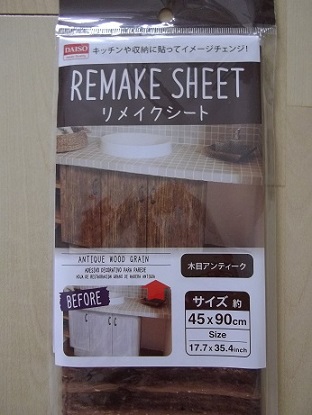 DAISO
キッチンや収納に貼ってイメージチェンジ!
REMAKE SHEET
リメイクシート
ANTIQUE WOOD GRAIN
ADESIVO DECORATIVO PARA PAREDE
木目アンティーク
BEFORE
サイズ 約
45x90cm
Size
17.7x35.4inch